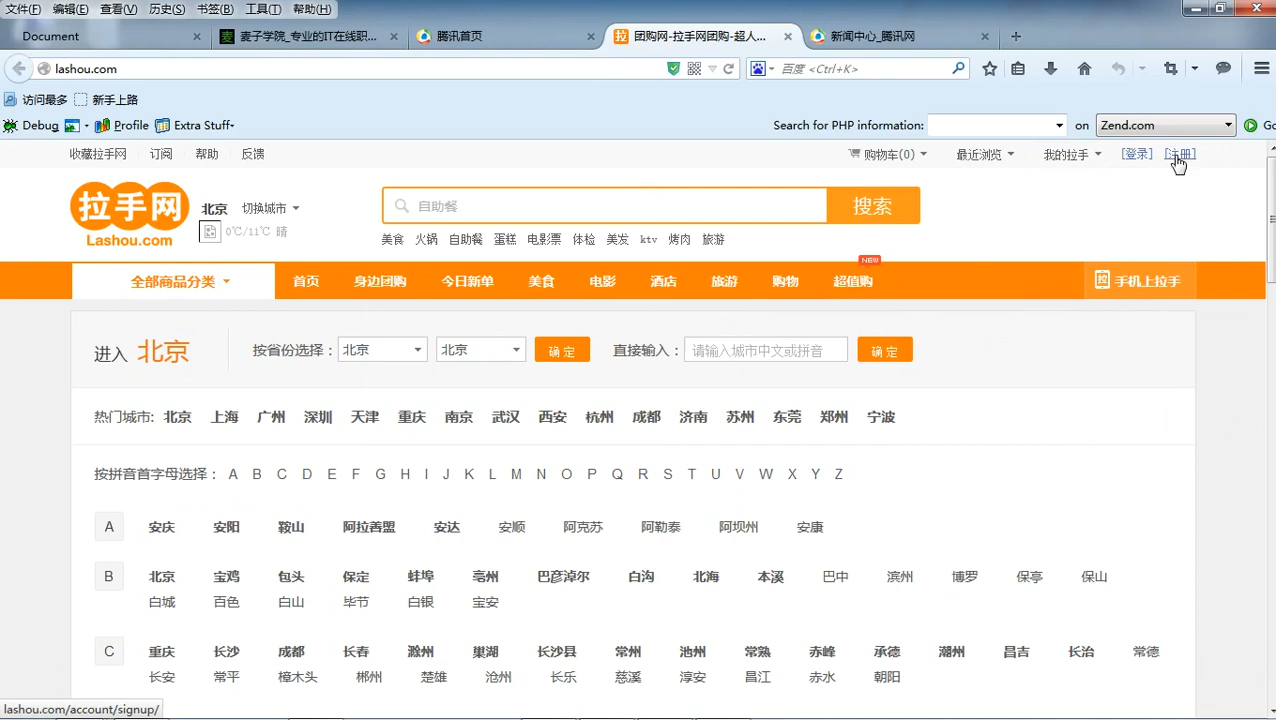 文件(F) 编辑(E) 查看(V) 历史(S) 书签(B) 工具(T) 帮助(H)
Document 麦子学院_专业的IT在线职... 腾讯首页 团购网-拉手网团购-超人... 新闻中心_腾讯网
lashou.com 百度 <Ctrl+K>
访问最多 新手上路
Debug Profile Extra Stuff Search for PHP information: on Zend.com Go
收藏拉手网 订阅 帮助 反馈 购物车(0) 最近浏览 我的拉手 [登录] [注册]
拉手网 Lashou.com
北京 切换城市
0℃/11℃ 晴
自助餐 搜索
美食 火锅 自助餐 蛋糕 电影票 体检 美发 ktv 烤肉 旅游
NEW
全部商品分类 首页 身边团购 今日新单 美食 电影 酒店 旅游 购物 超值购 手机上拉手
进入 北京 按省份选择： 北京 北京 确定 直接输入： 请输入城市中文或拼音 确定
热门城市: 北京 上海 广州 深圳 天津 重庆 南京 武汉 西安 杭州 成都 济南 苏州 东莞 郑州 宁波
按拼音首字母选择： A B C D E F G H I J K L M N O P Q R S T U V W X Y Z
A 安庆 安阳 鞍山 阿拉善盟 安达 安顺 阿克苏 阿勒泰 阿坝州 安康
B 北京 宝鸡 包头 保定 蚌埠 亳州 巴彦淖尔 白沟 北海 本溪 巴中 滨州 博罗 保亭 保山
白城 百色 白山 毕节 白银 宝安
C 重庆 长沙 成都 长春 滁州 巢湖 长沙县 常州 池州 常熟 赤峰 承德 潮州 昌吉 长治 常德
长安 常平 樟木头 郴州 楚雄 沧州 长乐 慈溪 淳安 昌江 赤水 朝阳
lashou.com/account/signup/